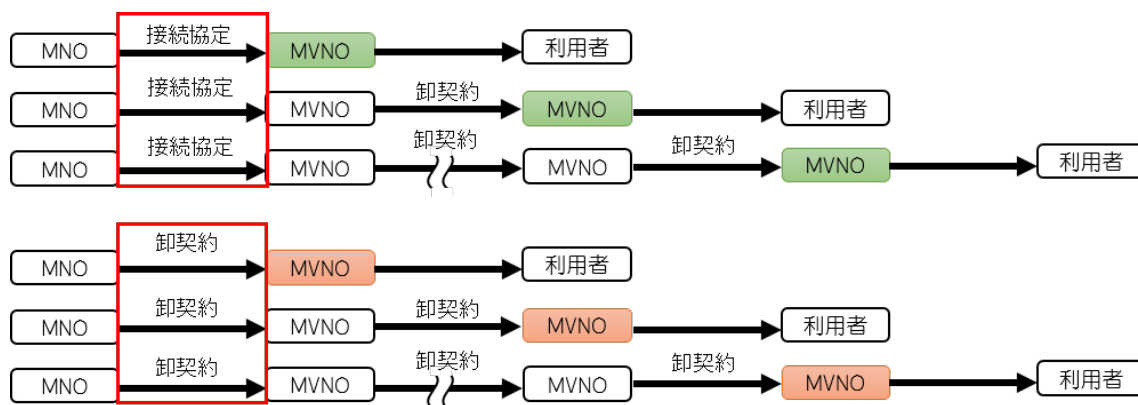 MNO 接続協定 MVNO 利用者
MNO 接続協定 MVNO 卸契約 MVNO 利用者
MNO 接続協定 MVNO 卸契約 MVNO 卸契約 MVNO 利用者
MNO 卸契約 MVNO 利用者
MNO 卸契約 MVNO 卸契約 MVNO 利用者
MNO 卸契約 MVNO 卸契約 MVNO 卸契約 MVNO 利用者